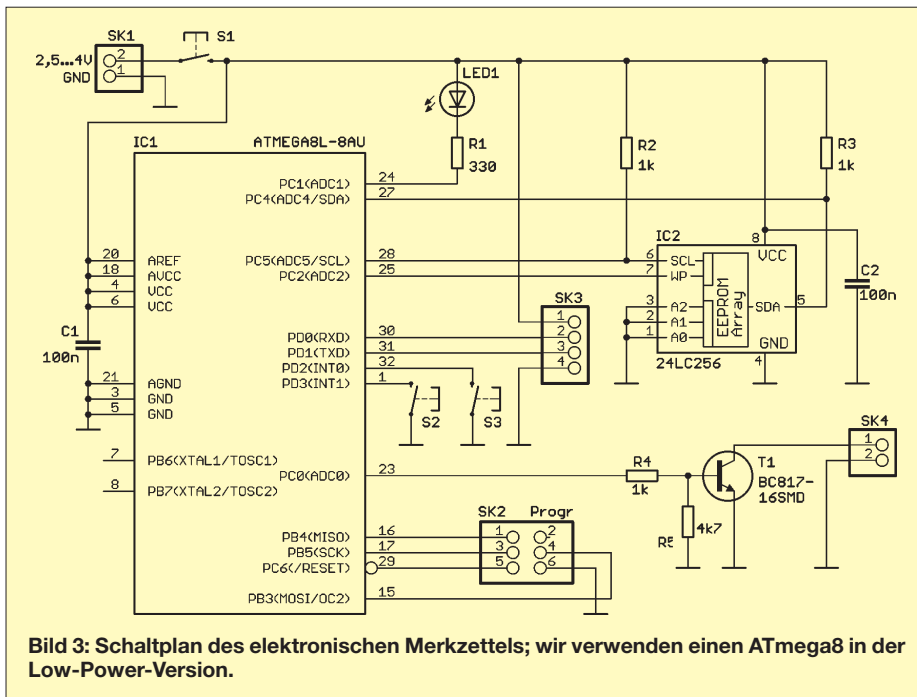 SK1
S1
2,5...4V
2
GND
1
LED1
IC1
ATMEGA8L-8AU
R1
330
R2
1k
R3
1k
PC1(ADC1)
24
PC4(ADC4/SDA)
27
IC2
8
VCC
20
AREF
PC5(ADC5/SCL)
28
6
SCL
18
AVCC
PC2(ADC2)
25
7
WP
4
VCC
6
VCC
SK3
1
2
3
4
3
A2
2
A1
1
A0
EEPROM
Array
SDA
5
C2
100n
C1
100n
PD0(RXD)
30
PD1(TXD)
31
GND
PD2(INT0)
32
24LC256
4
21
AGND
PD3(INT1)
1
3
GND
5
GND
S2
S3
SK4
1
2
7
PB6(XTAL1/TOSC1)
PC0(ADC0)
23
R4
1k
T1
BC817-
16SMD
8
PB7(XTAL2/TOSC2)
SK2
Progr
R5
4k7
PB4(MISO)
16
1
2
PB5(SCK)
17
3
4
PC6(/RESET)
29
5
6
PB3(MOSI/OC2)
15
Bild 3: Schaltplan des elektronischen Merkzettels; wir verwenden einen ATmega8 in der
Low-Power-Version.